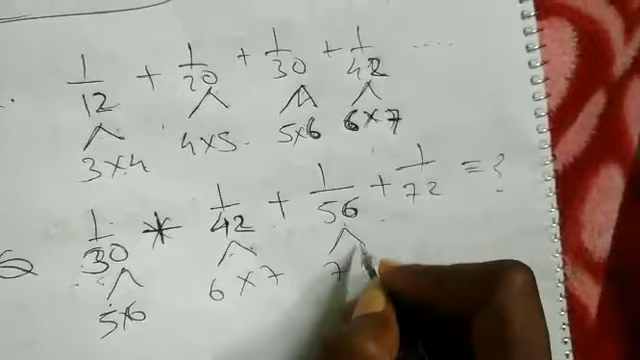 1/12 + 1/20 + 1/30 + 1/42 ....
3×4 4×5. 5×6 6×7
Q 1/30 * 1/42 + 1/56 + 1/72 = ?
5×6 6×7 7